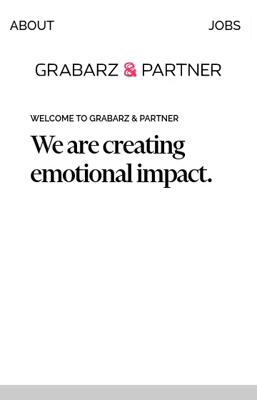 ABOUT JOBS
GRABARZ & PARTNER
WELCOME TO GRABARZ & PARTNER
We are creating
emotional impact.